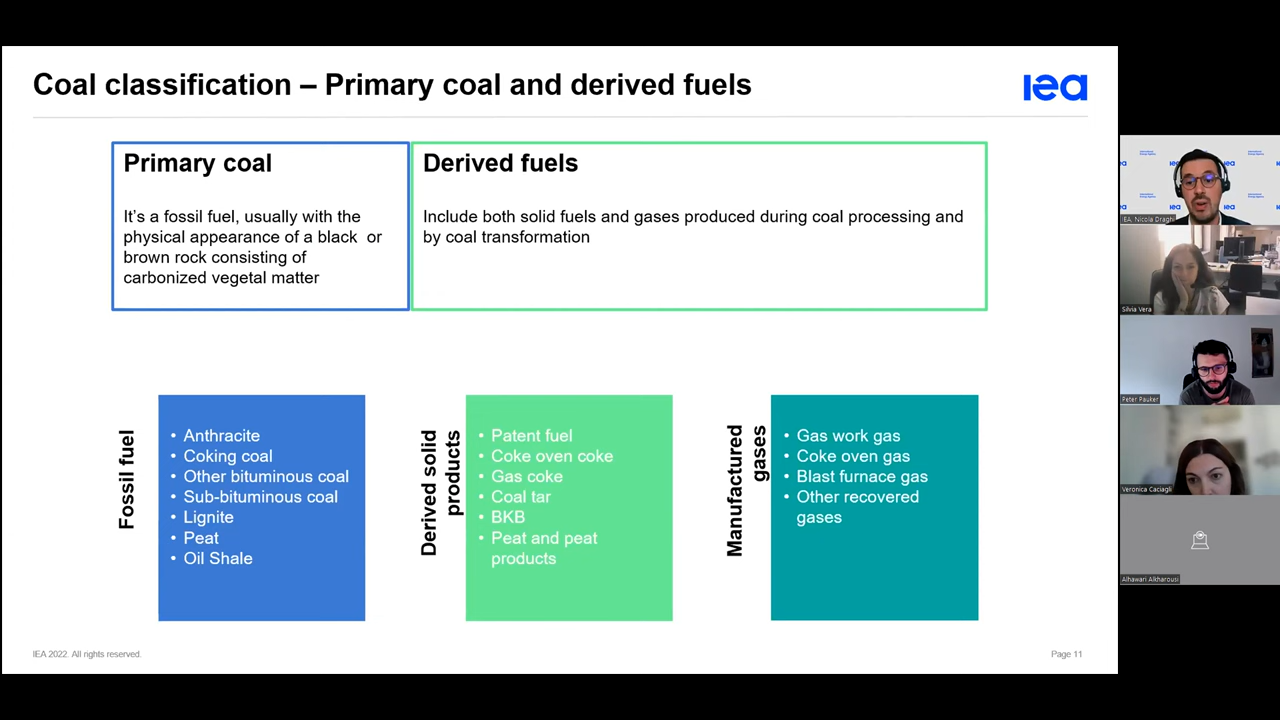 Coal classification – Primary coal and derived fuels
iea
Primary coal
It's a fossil fuel, usually with the
physical appearance of a black or
brown rock consisting of
carbonized vegetal matter
Derived fuels
Include both solid fuels and gases produced during coal processing and
by coal transformation
Fossil fuel
• Anthracite
• Coking coal
• Other bituminous coal
• Sub-bituminous coal
• Lignite
• Peat
• Oil Shale
Derived solid
products
• Patent fuel
• Coke oven coke
• Gas coke
• Coal tar
• BKB
• Peat and peat
products
Manufactured
gases
• Gas work gas
• Coke oven gas
• Blast furnace gas
• Other recovered
gases
IEA 2022. All rights reserved.
Page 11
IEA, Nicola Draghi
Silvia Vera
Peter Pauker
Veronica Caciagli
Alhawari Alkharousi